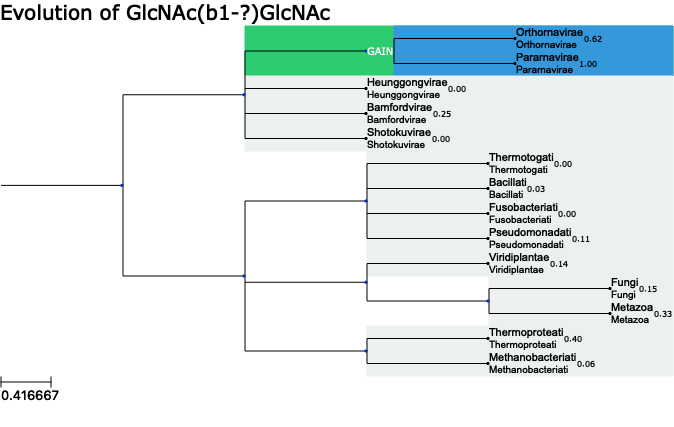 Evolution of GlcNAc(b1-?)GlcNAc
Orthornavirae 0.62
Orthornavirae
GAIN
Pararnavirae 1.00
Pararnavirae
Heunggongvirae 0.00
Heunggongvirae
Bamfordvirae 0.25
Bamfordvirae
Shotokuvirae 0.00
Shotokuvirae
Thermotogati 0.00
Thermotogati
Bacillati 0.03
Bacillati
Fusobacteriati 0.00
Fusobacteriati
Pseudomonadati 0.11
Pseudomonadati
Viridiplantae 0.14
Viridiplantae
Fungi 0.15
Fungi
Metazoa 0.33
Metazoa
Thermoproteati 0.40
Thermoproteati
Methanobacteriati 0.06
Methanobacteriati
0.416667